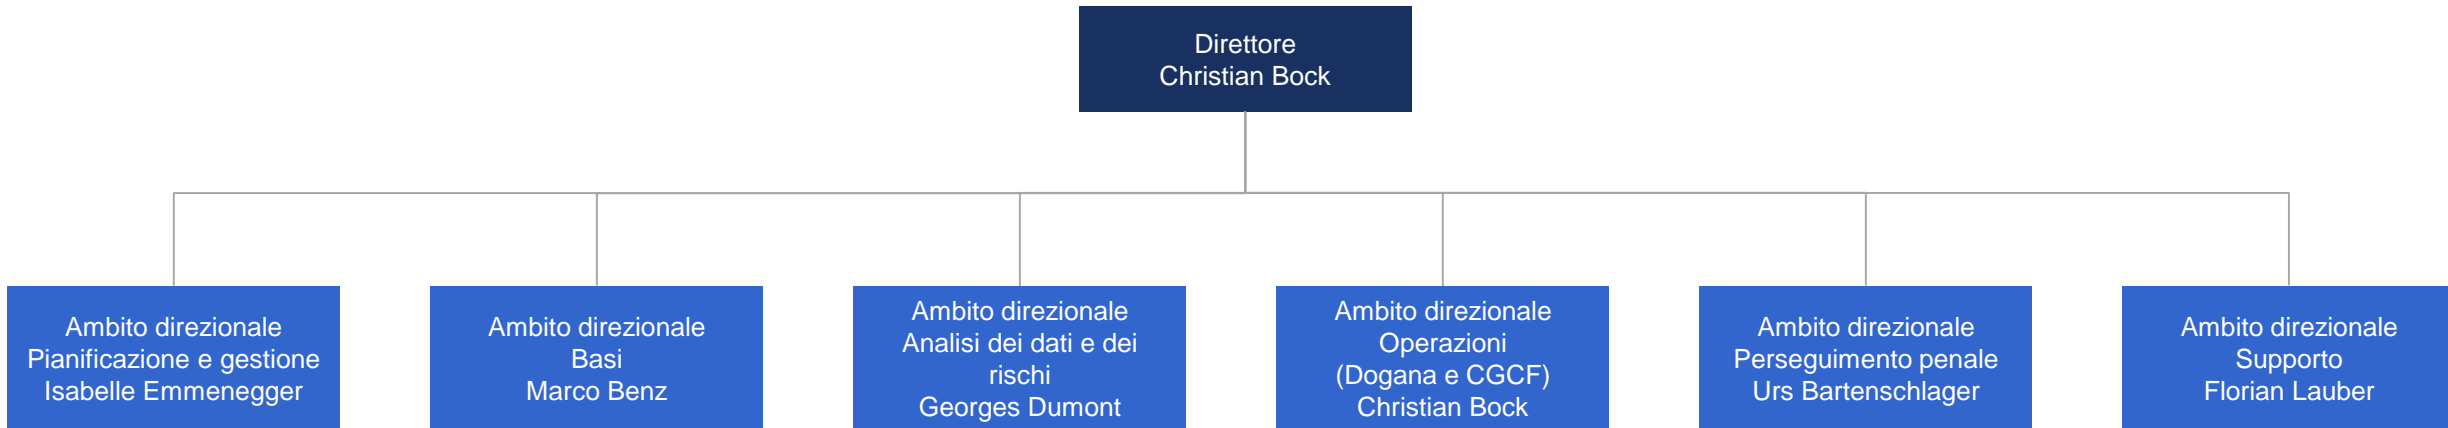 Direttore
Christian Bock
Ambito direzionale
Pianificazione e gestione
Isabelle Emmenegger
Ambito direzionale
Basi
Marco Benz
Ambito direzionale
Analisi dei dati e dei
rischi
Georges Dumont
Ambito direzionale
Operazioni
(Dogana e CGCF)
Christian Bock
Ambito direzionale
Perseguimento penale
Urs Bartenschlager
Ambito direzionale
Supporto
Florian Lauber